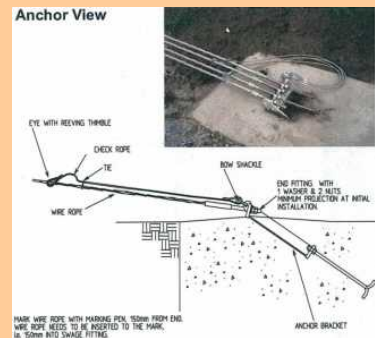 Anchor View
EYE WITH REEVING THIMBLE
CHECK ROPE
TIE
WIRE ROPE
BOW SHACKLE
END FITTING WITH
1 WASHER & 2 NUTS
MINIMUM PROJECTION AT INITIAL
INSTALLATION
ANCHOR BRACKET
MARK WIRE ROPE WITH MARKING PEN, 150mm FROM END.
WIRE ROPE NEEDS TO BE INSERTED TO THE MARK,
ie. 150mm INTO SWAGE FITTING.